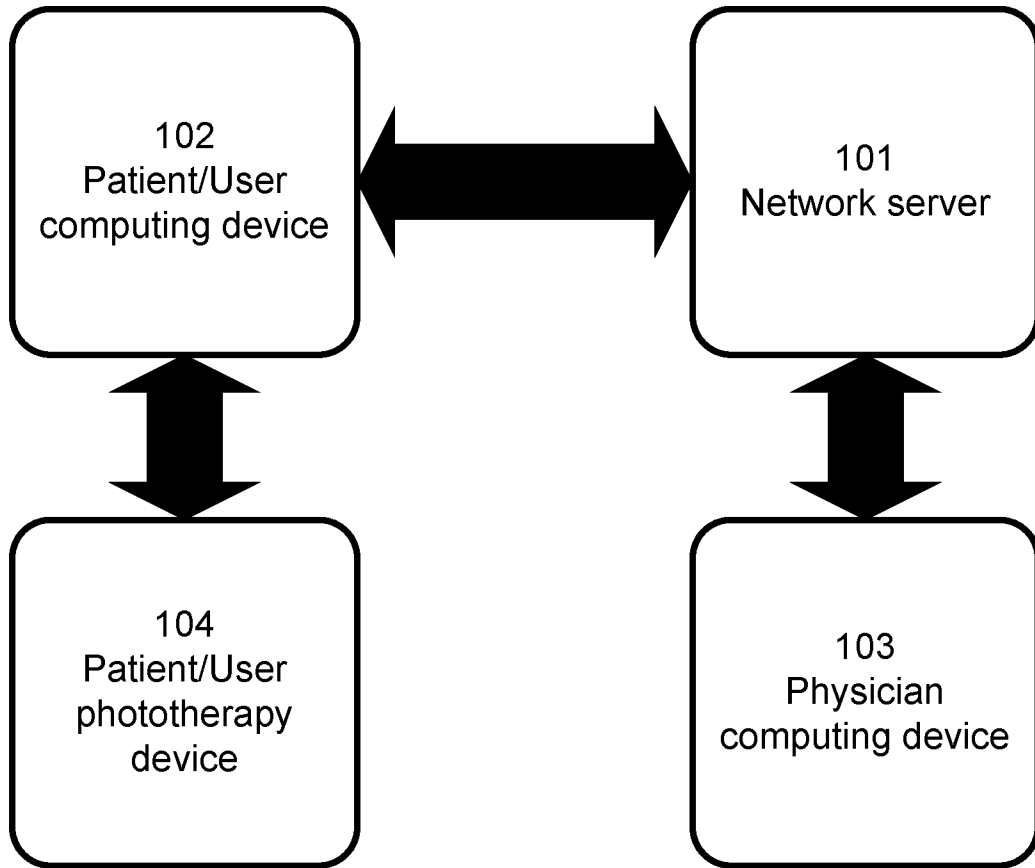 102
Patient/User
computing device
101
Network server
104
Patient/User
phototherapy
device
103
Physician
computing device